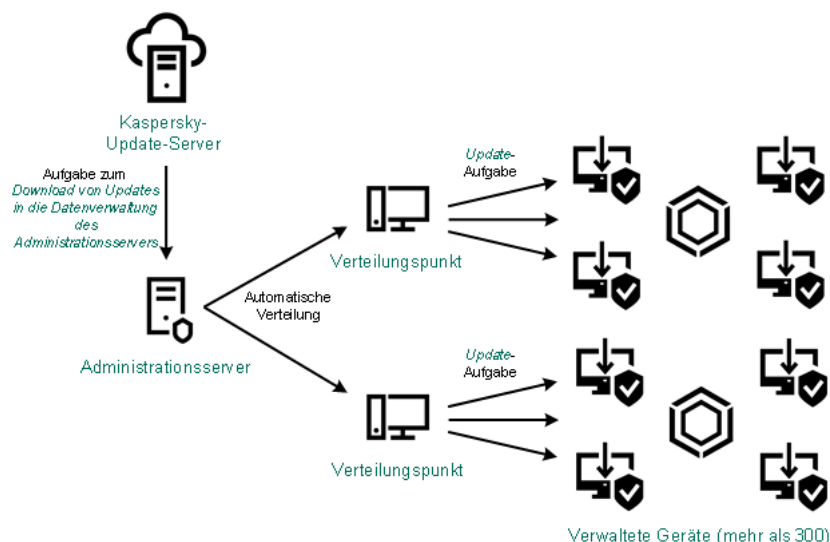 Kaspersky-
Update-Server
Aufgabe zum
Download von Updates
in die Datenverwaltung
des
Administrationsservers
Administrationsserver
Automatische
Verteilung
Verteilungspunkt
Update-
Aufgabe
Verteilungspunkt
Update-
Aufgabe
Verwaltete Geräte (mehr als 300)